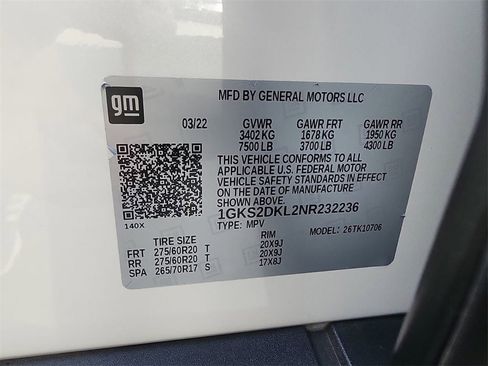 gm
MFD BY GENERAL MOTORS LLC
03/22 GVWR GAWR FRT GAWR RR
3402 KG 1678 KG 1950 KG
7500 LB 3700 LB 4300 LB
THIS VEHICLE CONFORMS TO ALL
APPLICABLE U.S. FEDERAL MOTOR
VEHICLE SAFETY STANDARDS IN
EFFECT ON THE DATE OF MANUFACTURE
SHOWN ABOVE.
1GKS2DKL2NR232236
140X TYPE: MPV MODEL: 26TK10706
TIRE SIZE RIM
FRT 275/60R20 T 20X9J
RR 275/60R20 T 20X9J
SPA 265/70R17 S 17X8J